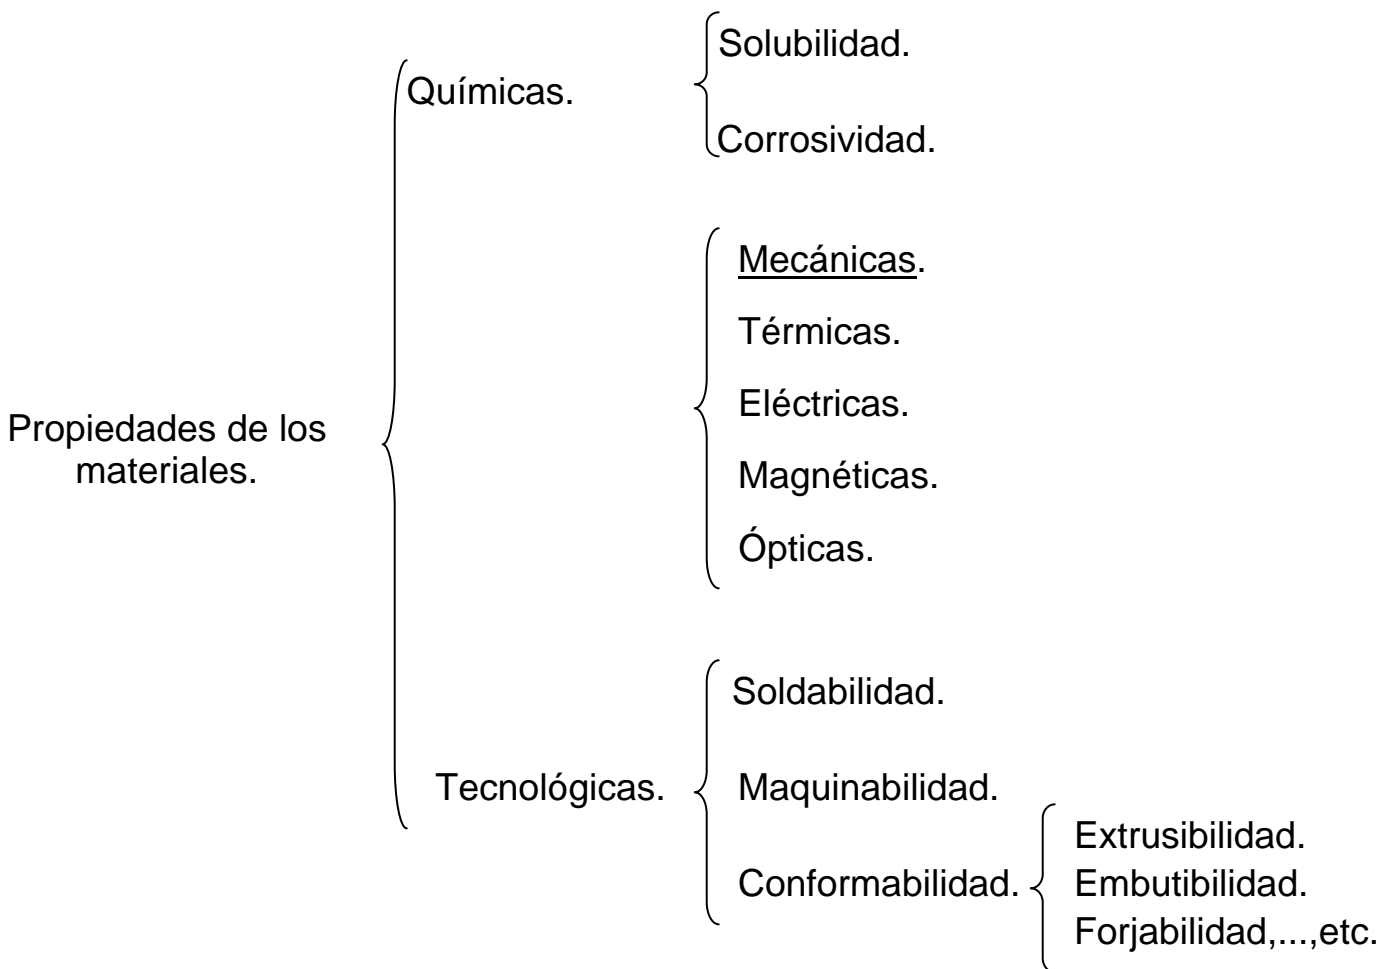 Propiedades de los
materiales.
Químicas.
Solubilidad.
Corrosividad.
Mecánicas.
Térmicas.
Eléctricas.
Magnéticas.
Ópticas.
Tecnológicas.
Soldabilidad.
Maquinabilidad.
Conformabilidad.
Extrusibilidad.
Embutibilidad.
Forjabilidad,...,etc.